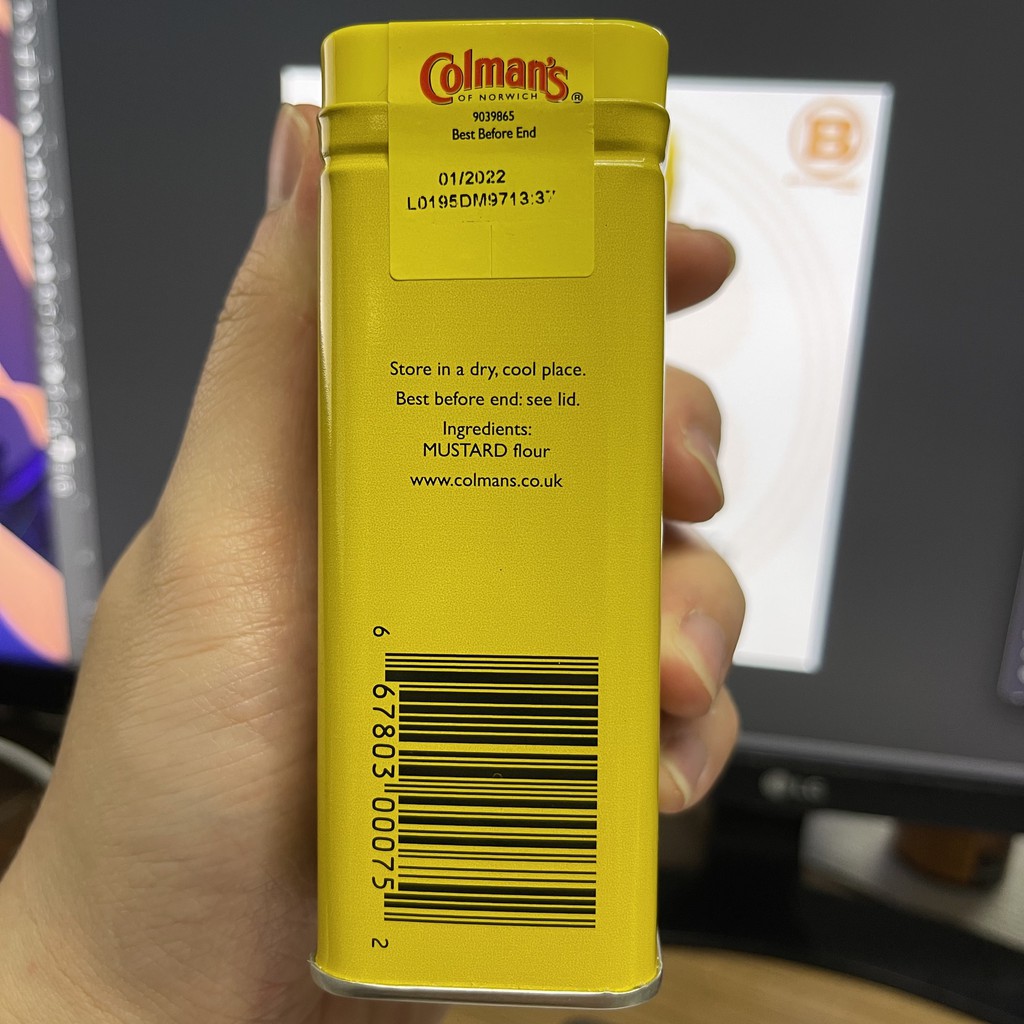 Colman's®
OF NORWICH
9039865
Best Before End
01/2022
L0195DM9713:37
Store in a dry, cool place.
Best before end: see lid.
Ingredients:
MUSTARD flour
www.colmans.co.uk
6 67803 00075 2
B
LG